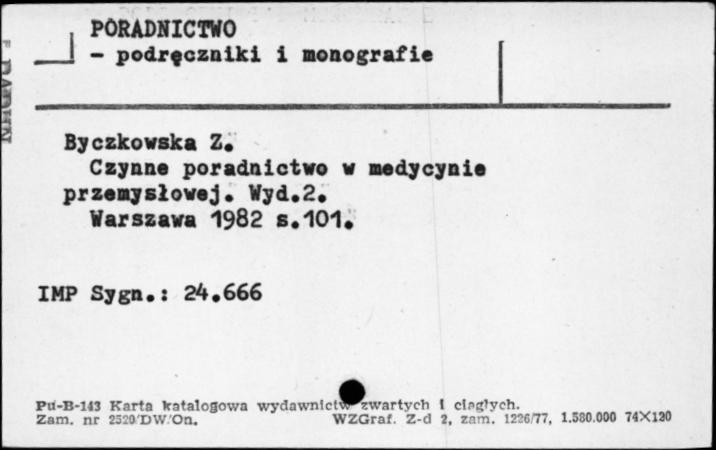 PORADNICTWO
- podręczniki i monografie
Byczkowska Z.
Czynne poradnictwo w medycynie
przemysłowej. Wyd.2.
Warszawa 1982 s.101.
IMP Sygn.: 24.666
Pu-B-143 Karta katalogowa wydawnictw zwartych i ciągłych.
Zam. nr 2520/DW/On. WZGraf. Z-d 2, zam. 1226/77, 1.580.000 74X120